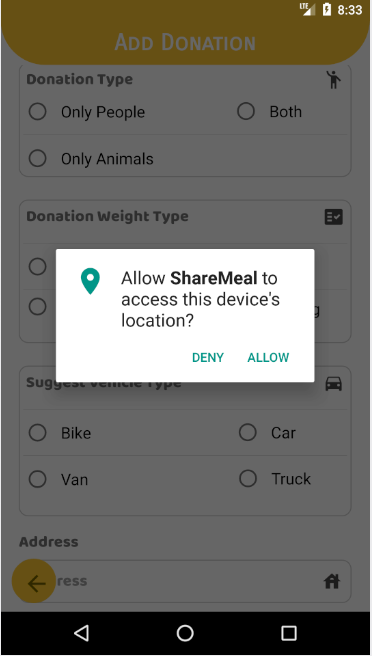 LTE 8:33
Add Donation
Donation Type
Only People Both
Only Animals
Donation Weight Type
Allow ShareMeal to
access this device's
location?
DENY ALLOW
Suggest Vehicle Type
Bike Car
Van Truck
Address
ress